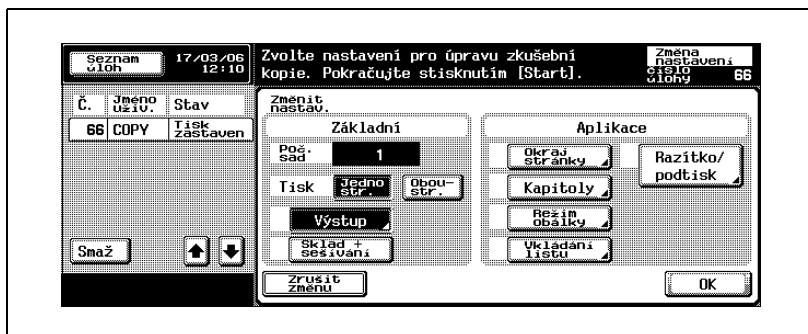 Seznam
úloh
17/03/06
12:10
Zvolte nastavení pro úpravu zkušební
kopie. Pokračujte stisknutím [Start].
Změna
nastavení
číslo
úlohy
66
Č. Jméno
uživ. Stav
66 COPY Tisk
zastaven
Smaž
Změnit
nastav.
Základní
Poč.
sad
1
Tisk Jedno
str. Obou-
str.
Výstup
Sklad +
sešívání
Zrušit
změnu
Aplikace
Okraj
stránky
Kapitoly
Režim
obálky
Vkládání
listu
Razítko/
podtisk
OK